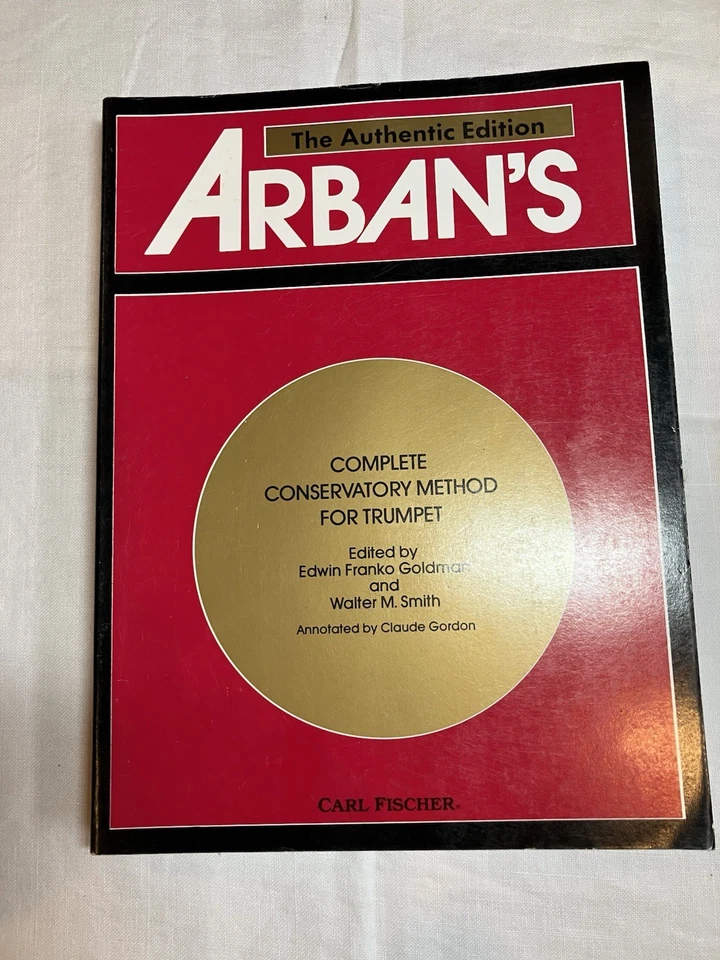 The Authentic Edition
ARBAN'S
COMPLETE
CONSERVATORY METHOD
FOR TRUMPET
Edited by
Edwin Franko Goldman
and
Walter M. Smith
Annotated by Claude Gordon
CARL FISCHER®